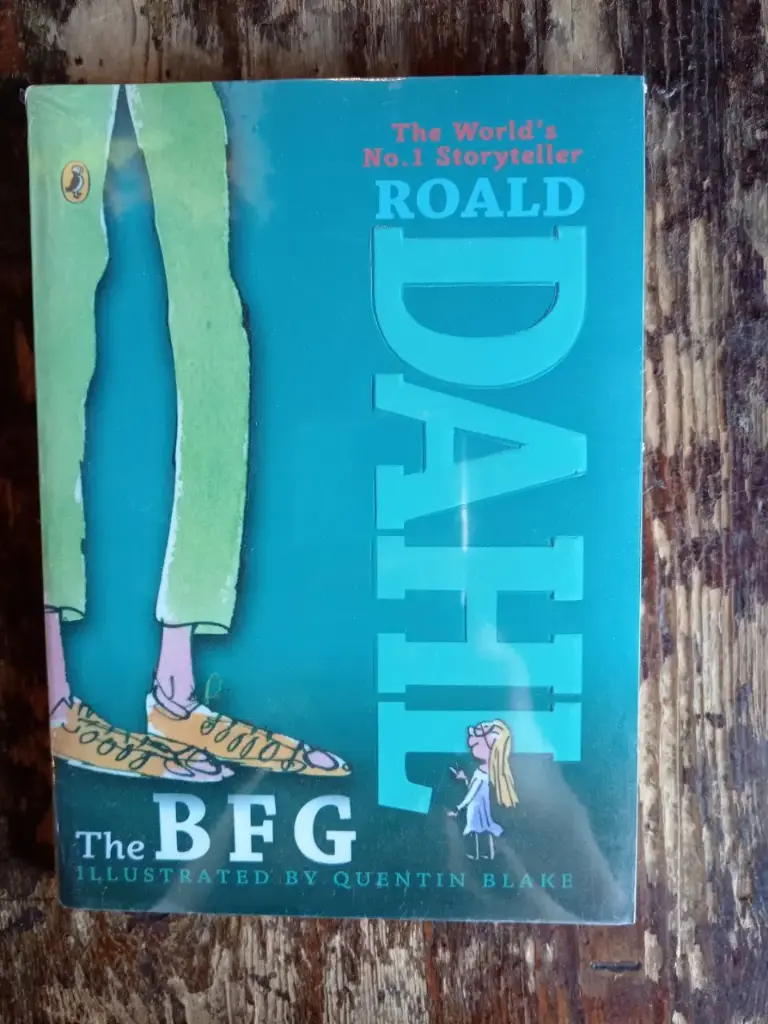 The World's
No.1 Storyteller
ROALD
DAHL
The BFG
ILLUSTRATED BY QUENTIN BLAKE